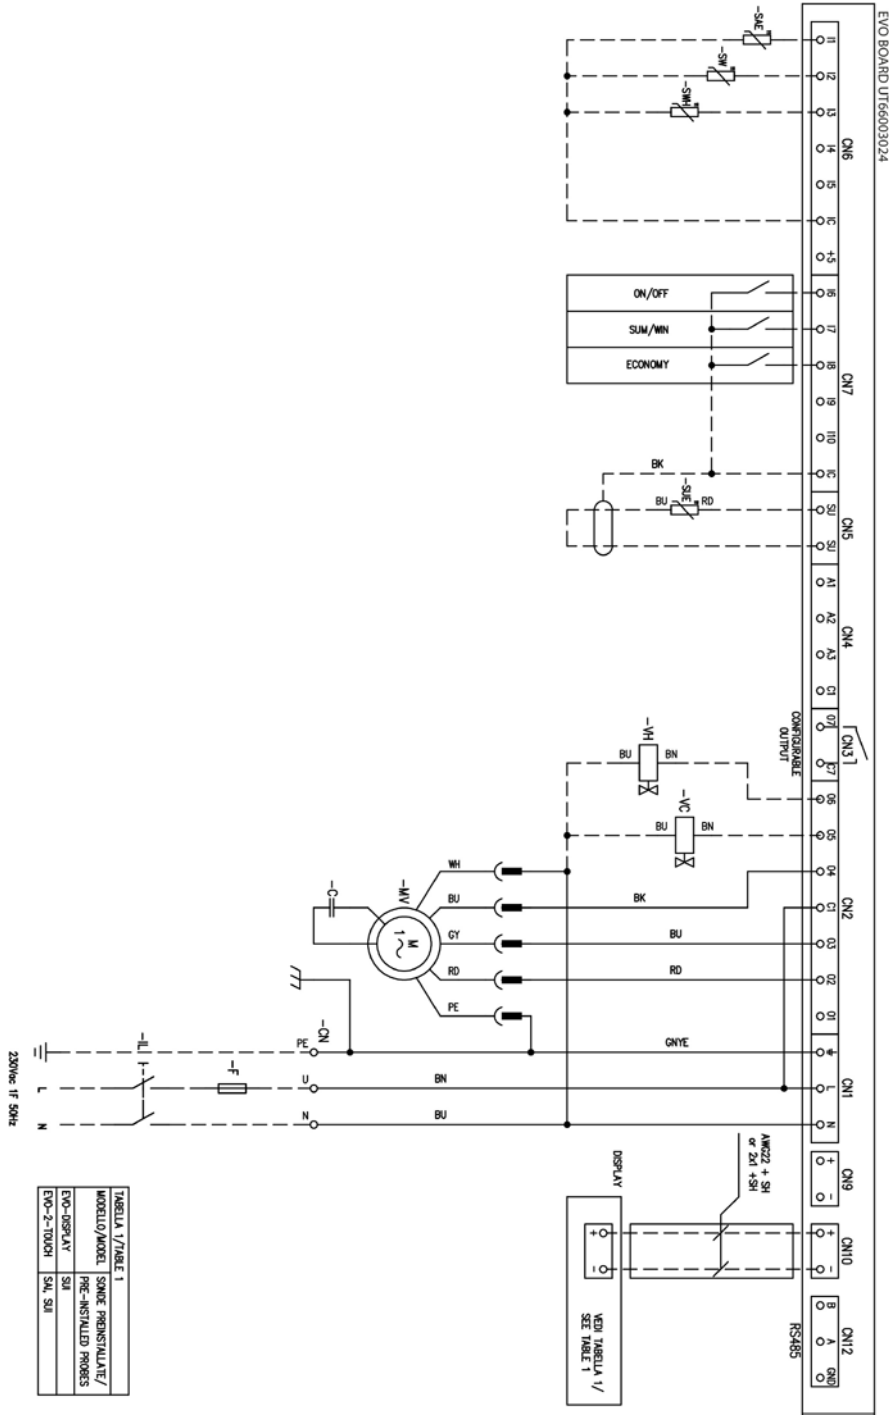 EVO BOARD UT66003024
CN6
I1
I2
I3
I4
I5
IC
+5
-SAE
-SW
-SWH
CN7
I6
I7
I8
I9
I10
IC
ON/OFF
SUM/WIN
ECONOMY
BK
CN5
SU
SU
-SUE
BU
RD
CN4
A1
A2
A3
C1
CN3
O7
C7
CONFIGURABLE
OUTPUT
CN2
O6
O5
O4
C1
O3
O2
O1
-VH
BU
BN
-VC
BU
BN
WH
BU
BK
GY
BU
RD
RD
PE
-MV
M
1~
-C
CN1
L
N
GNYE
BN
BU
-CN
PE
U
N
-F
-IL
L
N
230Vac 1F 50Hz
CN9
+
-
CN10
+
-
CN12
B
A
GND
RS485
AWG22 + SH
or 2x1 +SH
DISPLAY
+
-
VEDI TABELLA 1/
SEE TABLE 1
TABELLA 1/TABLE 1
MODELLO/MODEL
SONDE PREINSTALLATE/
PRE-INSTALLED PROBES
EVO-DISPLAY
SUI
EVO-2-TOUCH
SAI, SUI